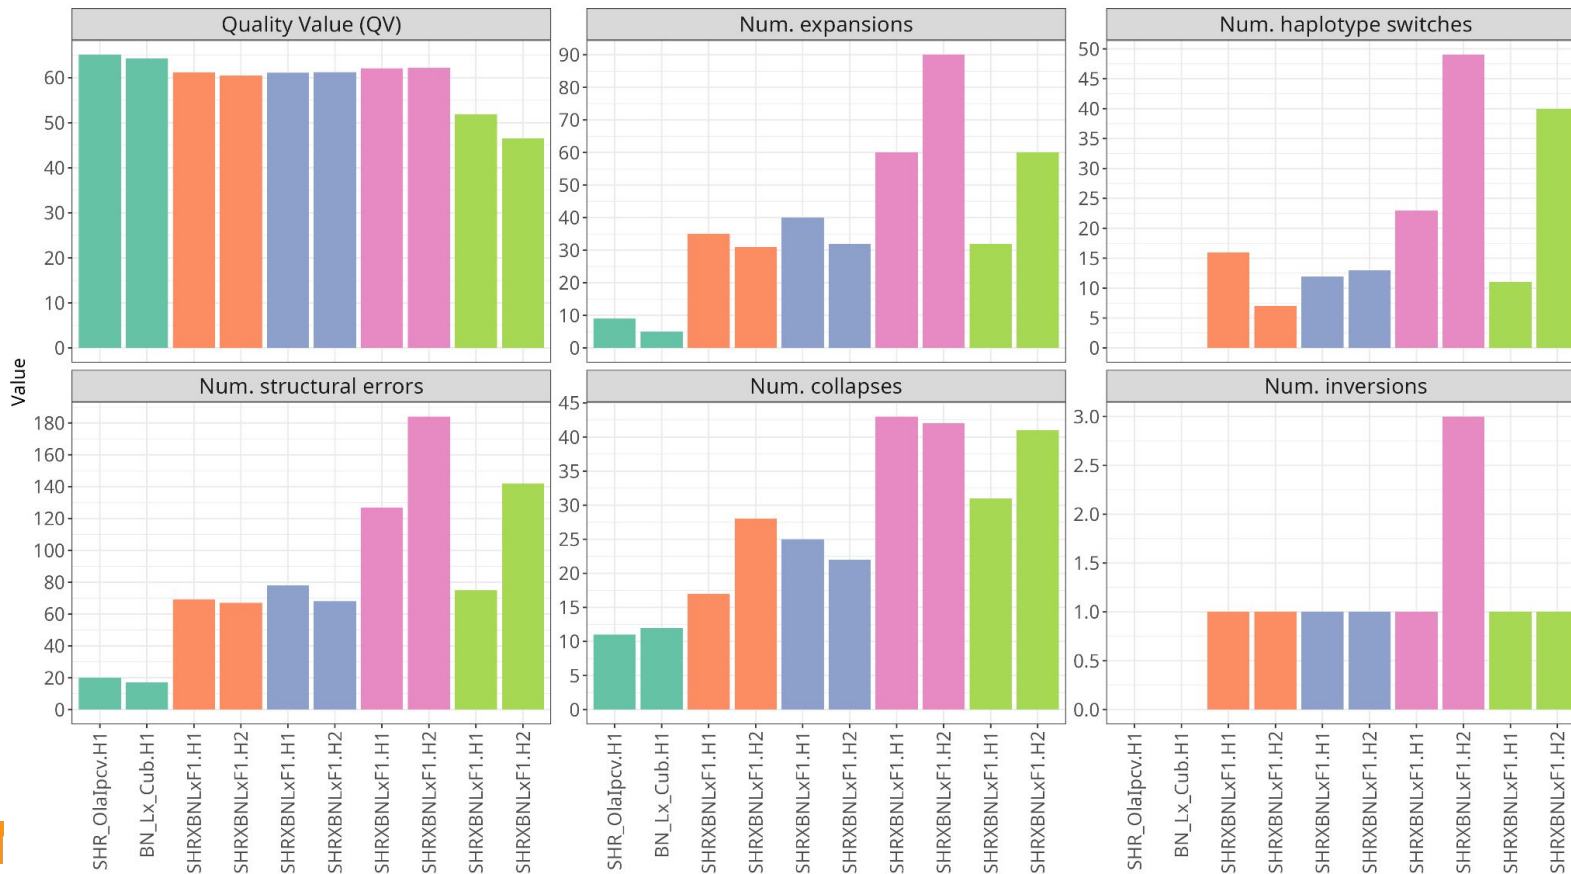 Quality Value (QV)
0
10
20
30
40
50
60
Num. expansions
0
10
20
30
40
50
60
70
80
90
Num. haplotype switches
0
5
10
15
20
25
30
35
40
45
50
Value
Num. structural errors
0
20
40
60
80
100
120
140
160
180
Num. collapses
0
5
10
15
20
25
30
35
40
45
Num. inversions
0.0
0.5
1.0
1.5
2.0
2.5
3.0
SHR_OlaIpcv.H1
BN_Lx_Cub.H1
SHRXBNLxF1.H1
SHRXBNLxF1.H2
SHRXBNLxF1.H1
SHRXBNLxF1.H2
SHRXBNLxF1.H1
SHRXBNLxF1.H2
SHRXBNLxF1.H1
SHRXBNLxF1.H2
SHR_OlaIpcv.H1
BN_Lx_Cub.H1
SHRXBNLxF1.H1
SHRXBNLxF1.H2
SHRXBNLxF1.H1
SHRXBNLxF1.H2
SHRXBNLxF1.H1
SHRXBNLxF1.H2
SHRXBNLxF1.H1
SHRXBNLxF1.H2
SHR_OlaIpcv.H1
BN_Lx_Cub.H1
SHRXBNLxF1.H1
SHRXBNLxF1.H2
SHRXBNLxF1.H1
SHRXBNLxF1.H2
SHRXBNLxF1.H1
SHRXBNLxF1.H2
SHRXBNLxF1.H1
SHRXBNLxF1.H2